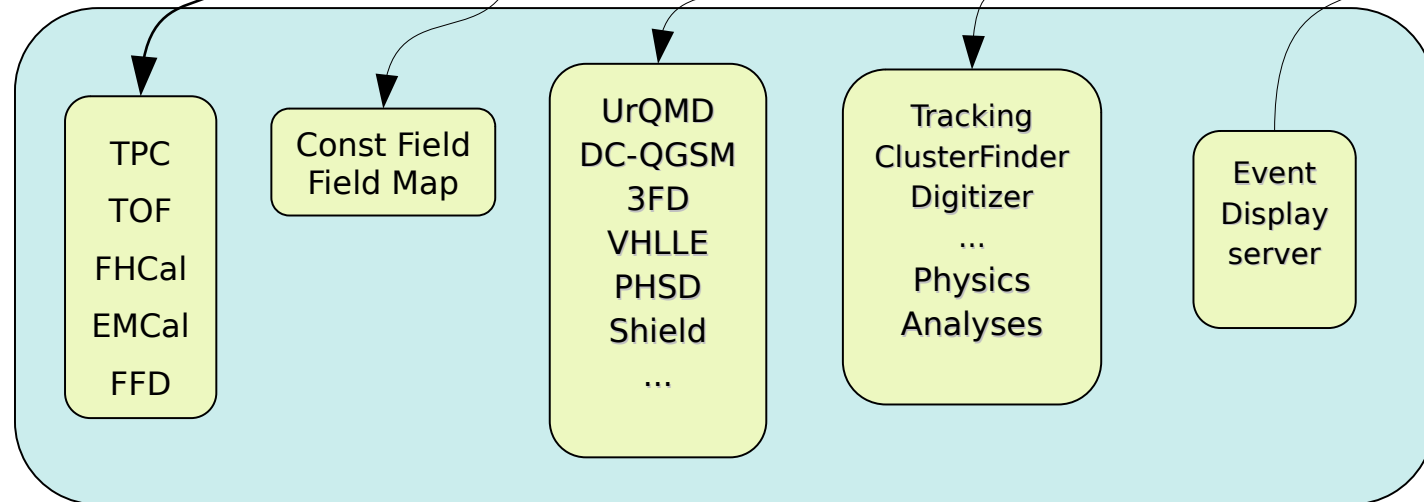 TPC
TOF
FHCal
EMCal
FFD
Const Field
Field Map
UrQMD
DC-QGSM
3FD
VHLLE
PHSD
Shield
...
Tracking
ClusterFinder
Digitizer
...
Physics
Analyses
Event
Display
server